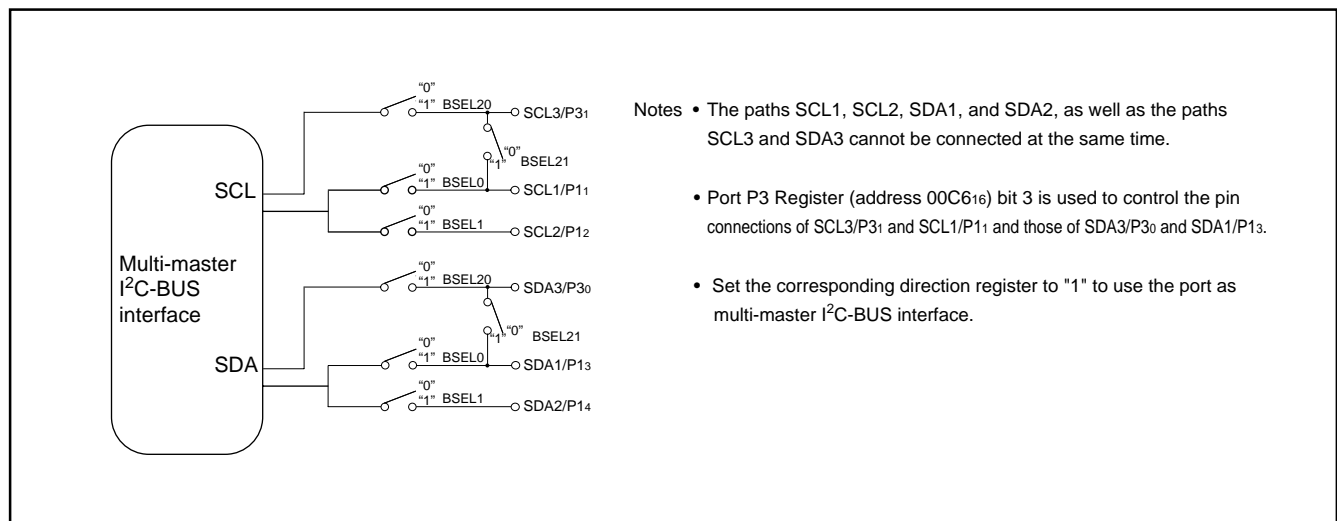 “0”
“1” BSEL20
SCL3/P31
“0”
“1”
BSEL21
SCL
“0”
“1” BSEL0
SCL1/P11
“0”
“1” BSEL1
SCL2/P12
Multi-master
I2C-BUS
interface
“0”
“1” BSEL20
SDA3/P30
“0”
“1”
BSEL21
SDA
“0”
“1” BSEL0
SDA1/P13
“0”
“1” BSEL1
SDA2/P14
Notes • The paths SCL1, SCL2, SDA1, and SDA2, as well as the paths
SCL3 and SDA3 cannot be connected at the same time.
• Port P3 Register (address 00C616) bit 3 is used to control the pin
connections of SCL3/P31 and SCL1/P11 and those of SDA3/P30 and SDA1/P13.
• Set the corresponding direction register to "1" to use the port as
multi-master I2C-BUS interface.